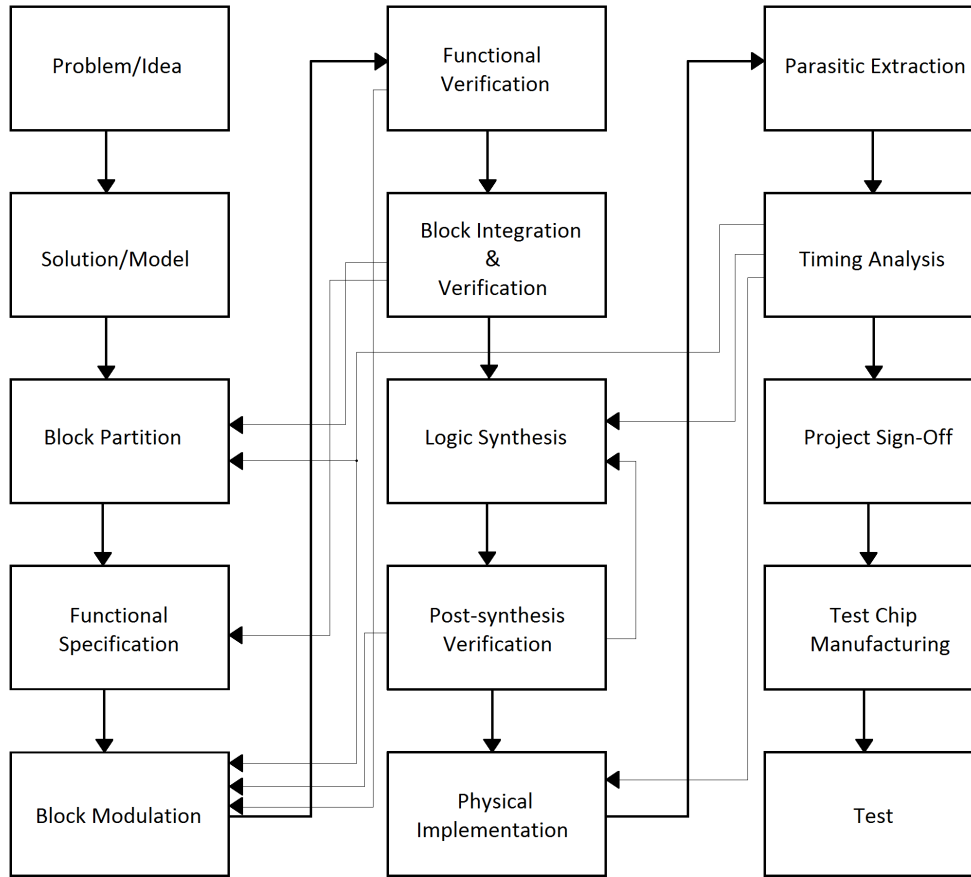 Problem/Idea
Solution/Model
Block Partition
Functional
Specification
Block Modulation
Functional
Verification
Block Integration
&
Verification
Logic Synthesis
Post-synthesis
Verification
Physical
Implementation
Parasitic Extraction
Timing Analysis
Project Sign-Off
Test Chip
Manufacturing
Test